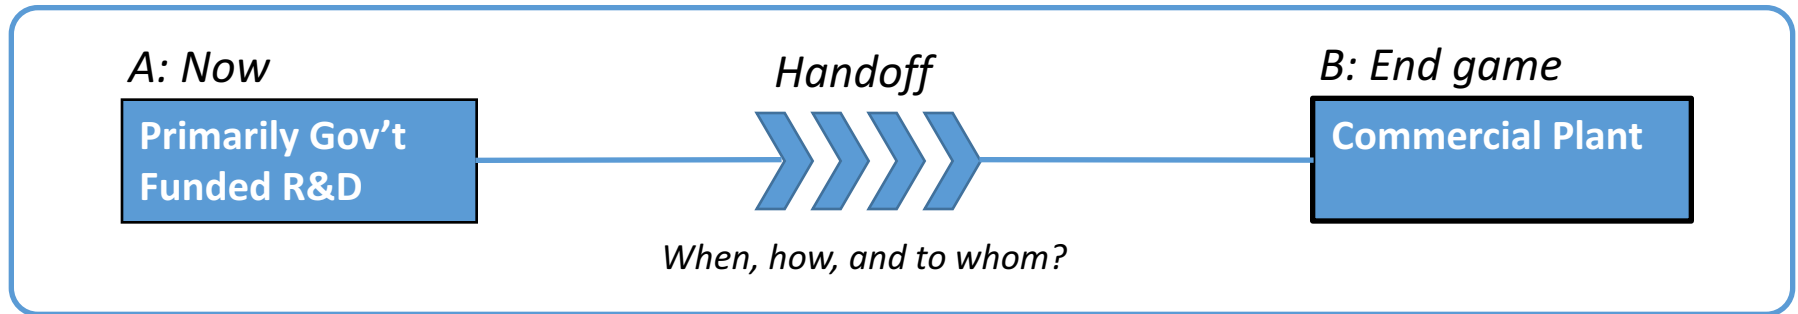 A: Now
Primarily Gov’t
Funded R&D
Handoff
When, how, and to whom?
B: End game
Commercial Plant